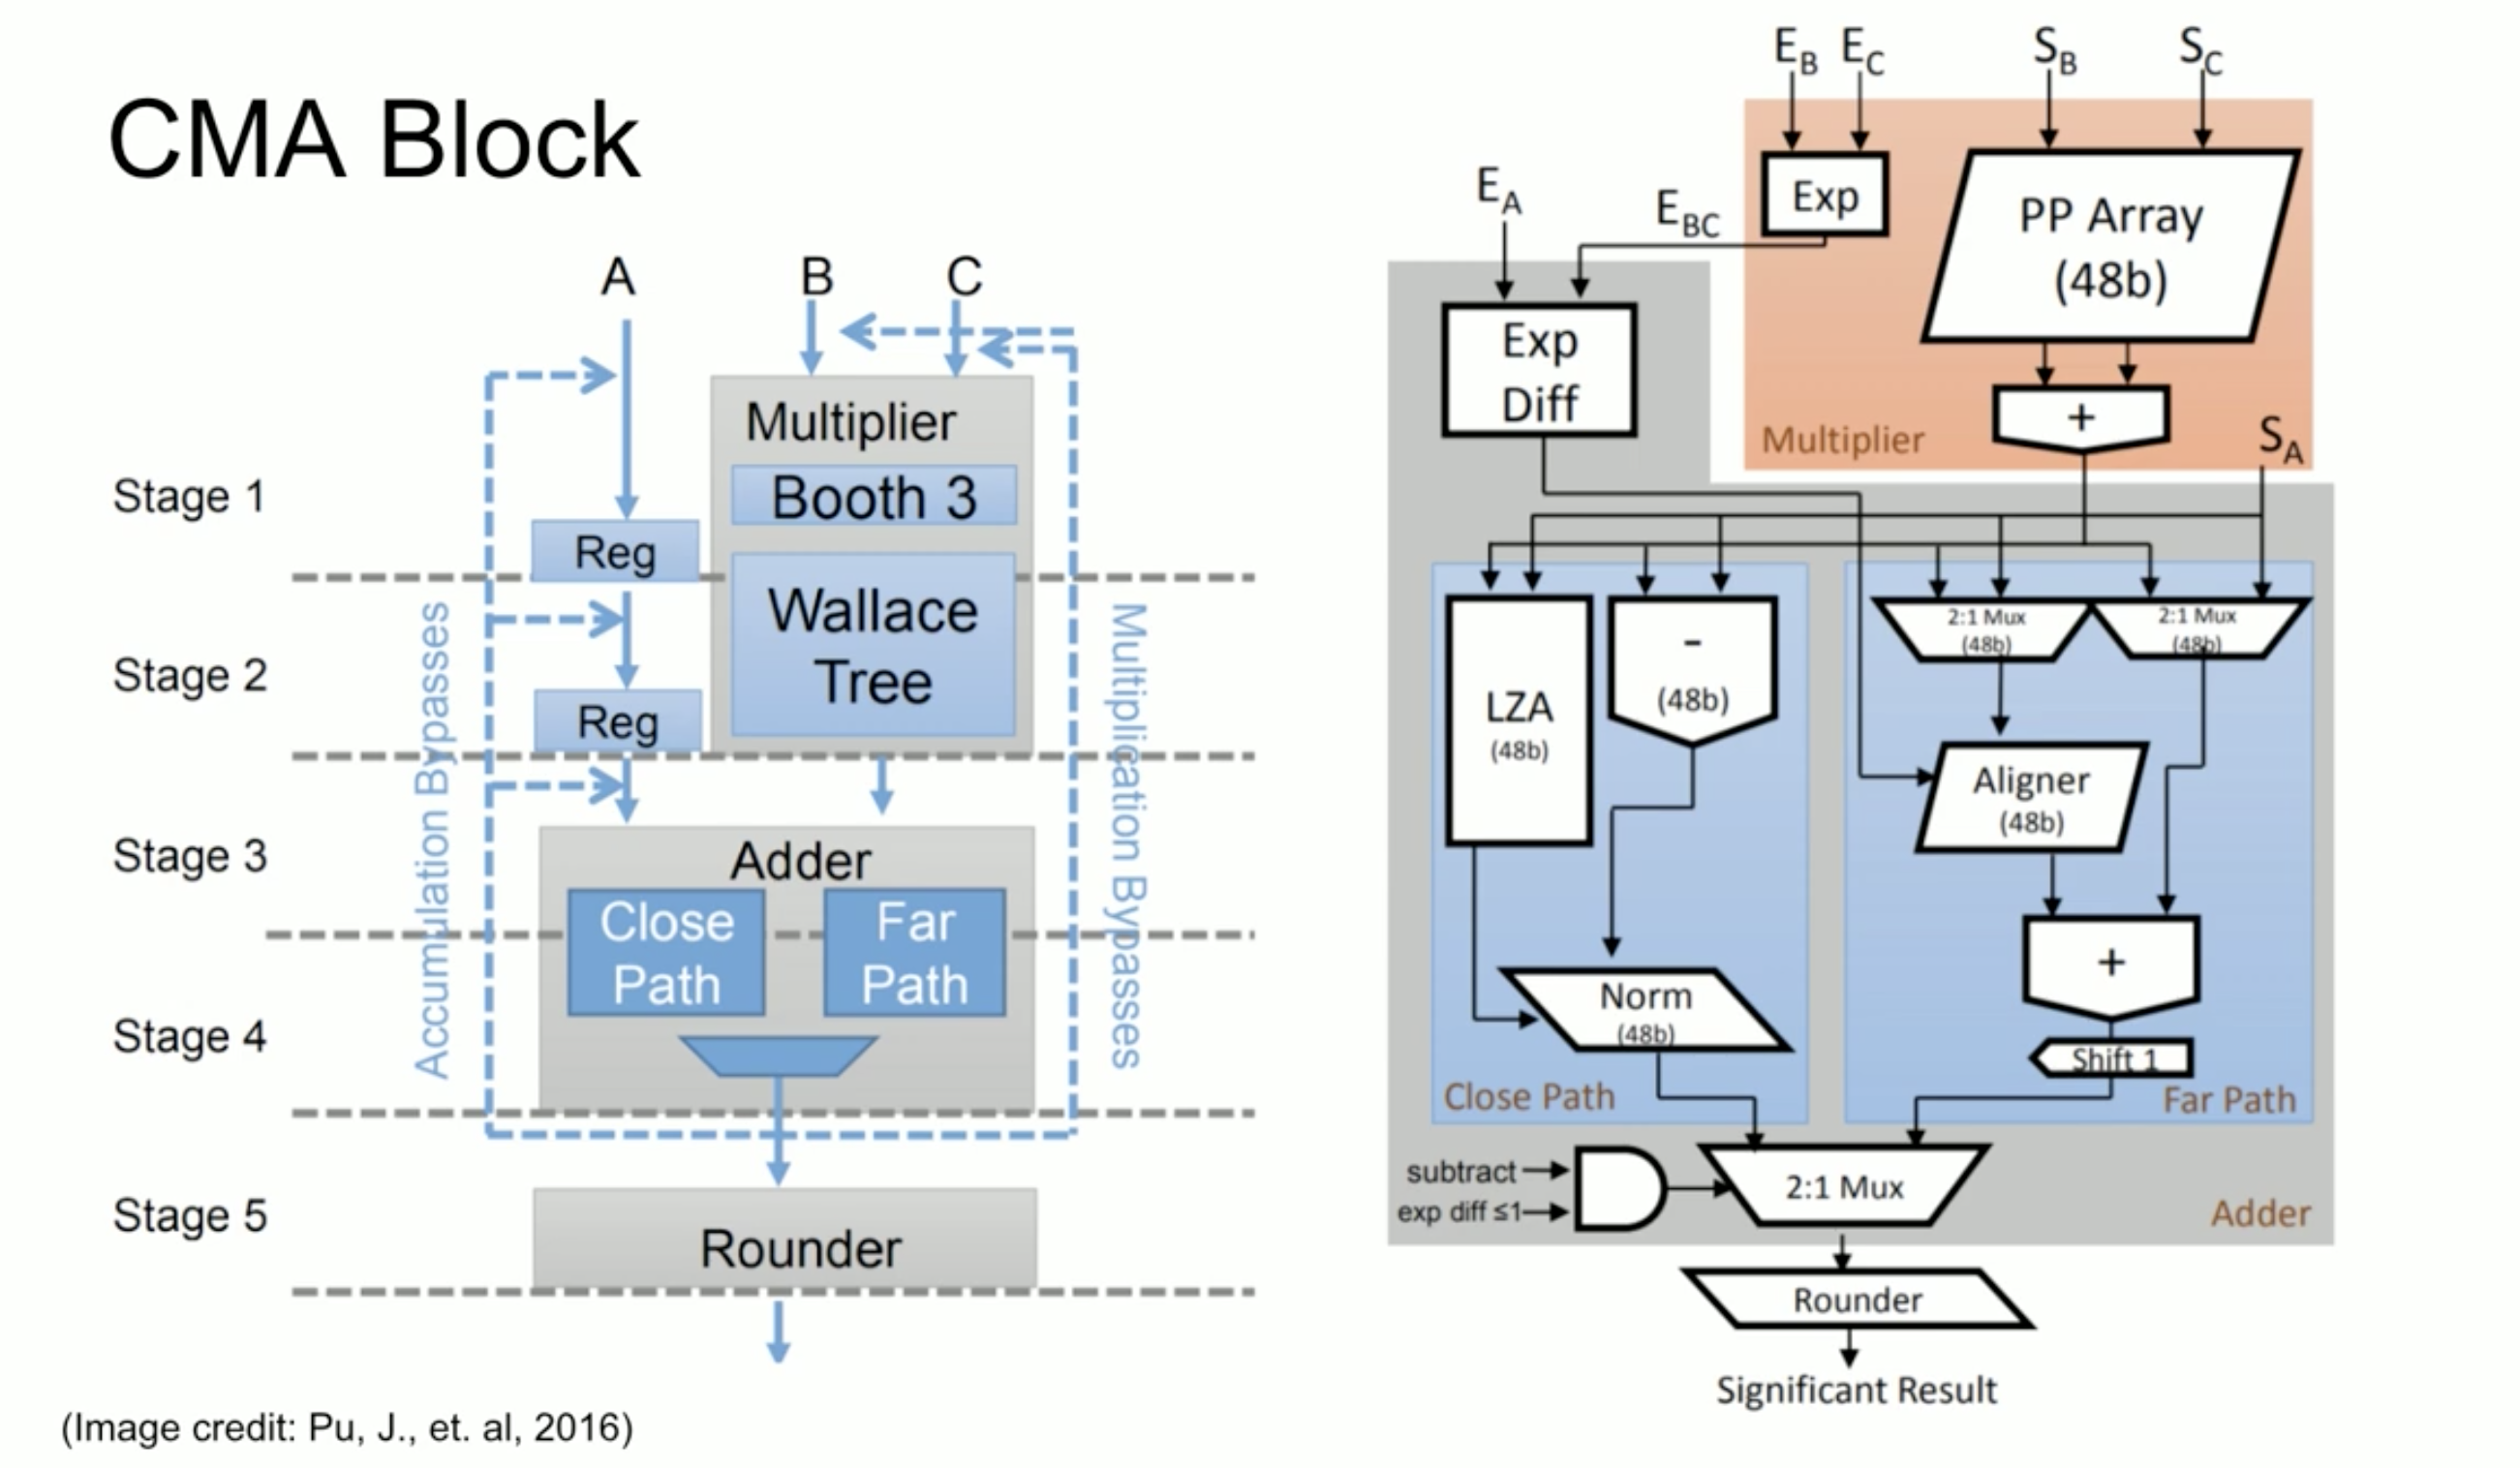 CMA Block
A
B
C
Multiplier
Booth 3
Stage 1
Reg
Wallace
Tree
Stage 2
Reg
Accumulation Bypasses
Multiplication Bypasses
Stage 3
Adder
Close
Path
Far
Path
Stage 4
Stage 5
Rounder
(Image credit: Pu, J., et. al, 2016)
EB
EC
SB
SC
Exp
PP Array
(48b)
EA
EBC
Exp
Diff
+
Multiplier
SA
LZA
(48b)
-
(48b)
2:1 Mux
(48b)
2:1 Mux
(48b)
Aligner
(48b)
+
Norm
(48b)
Shift 1
Close Path
Far Path
subtract
exp diff ≤1
2:1 Mux
Adder
Rounder
Significant Result